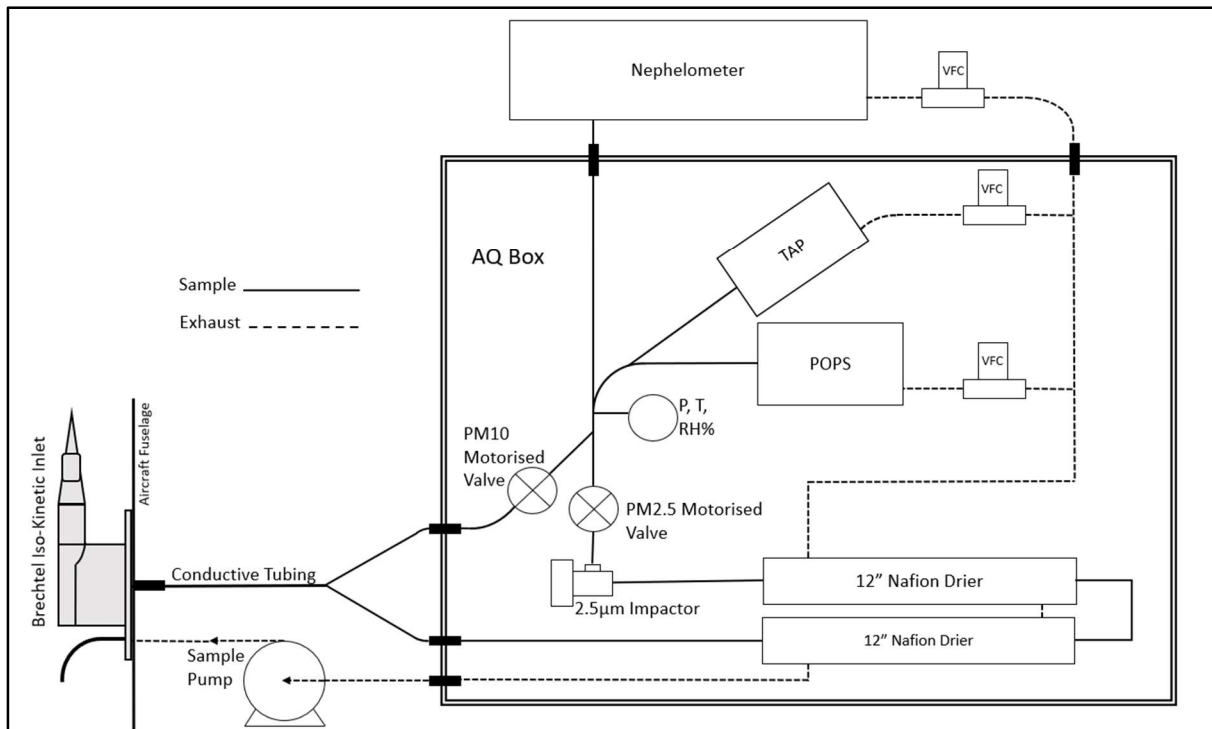 Nephelometer
VFC
VFC
TAP
AQ Box
Sample
Exhaust
POPS
VFC
P, T,
RH%
PM10
Motorised
Valve
PM2.5 Motorised
Valve
Brechtel Iso-Kinetic Inlet
Aircraft Fuselage
Conductive Tubing
2.5µm Impactor
12” Nafion Drier
12” Nafion Drier
Sample
Pump